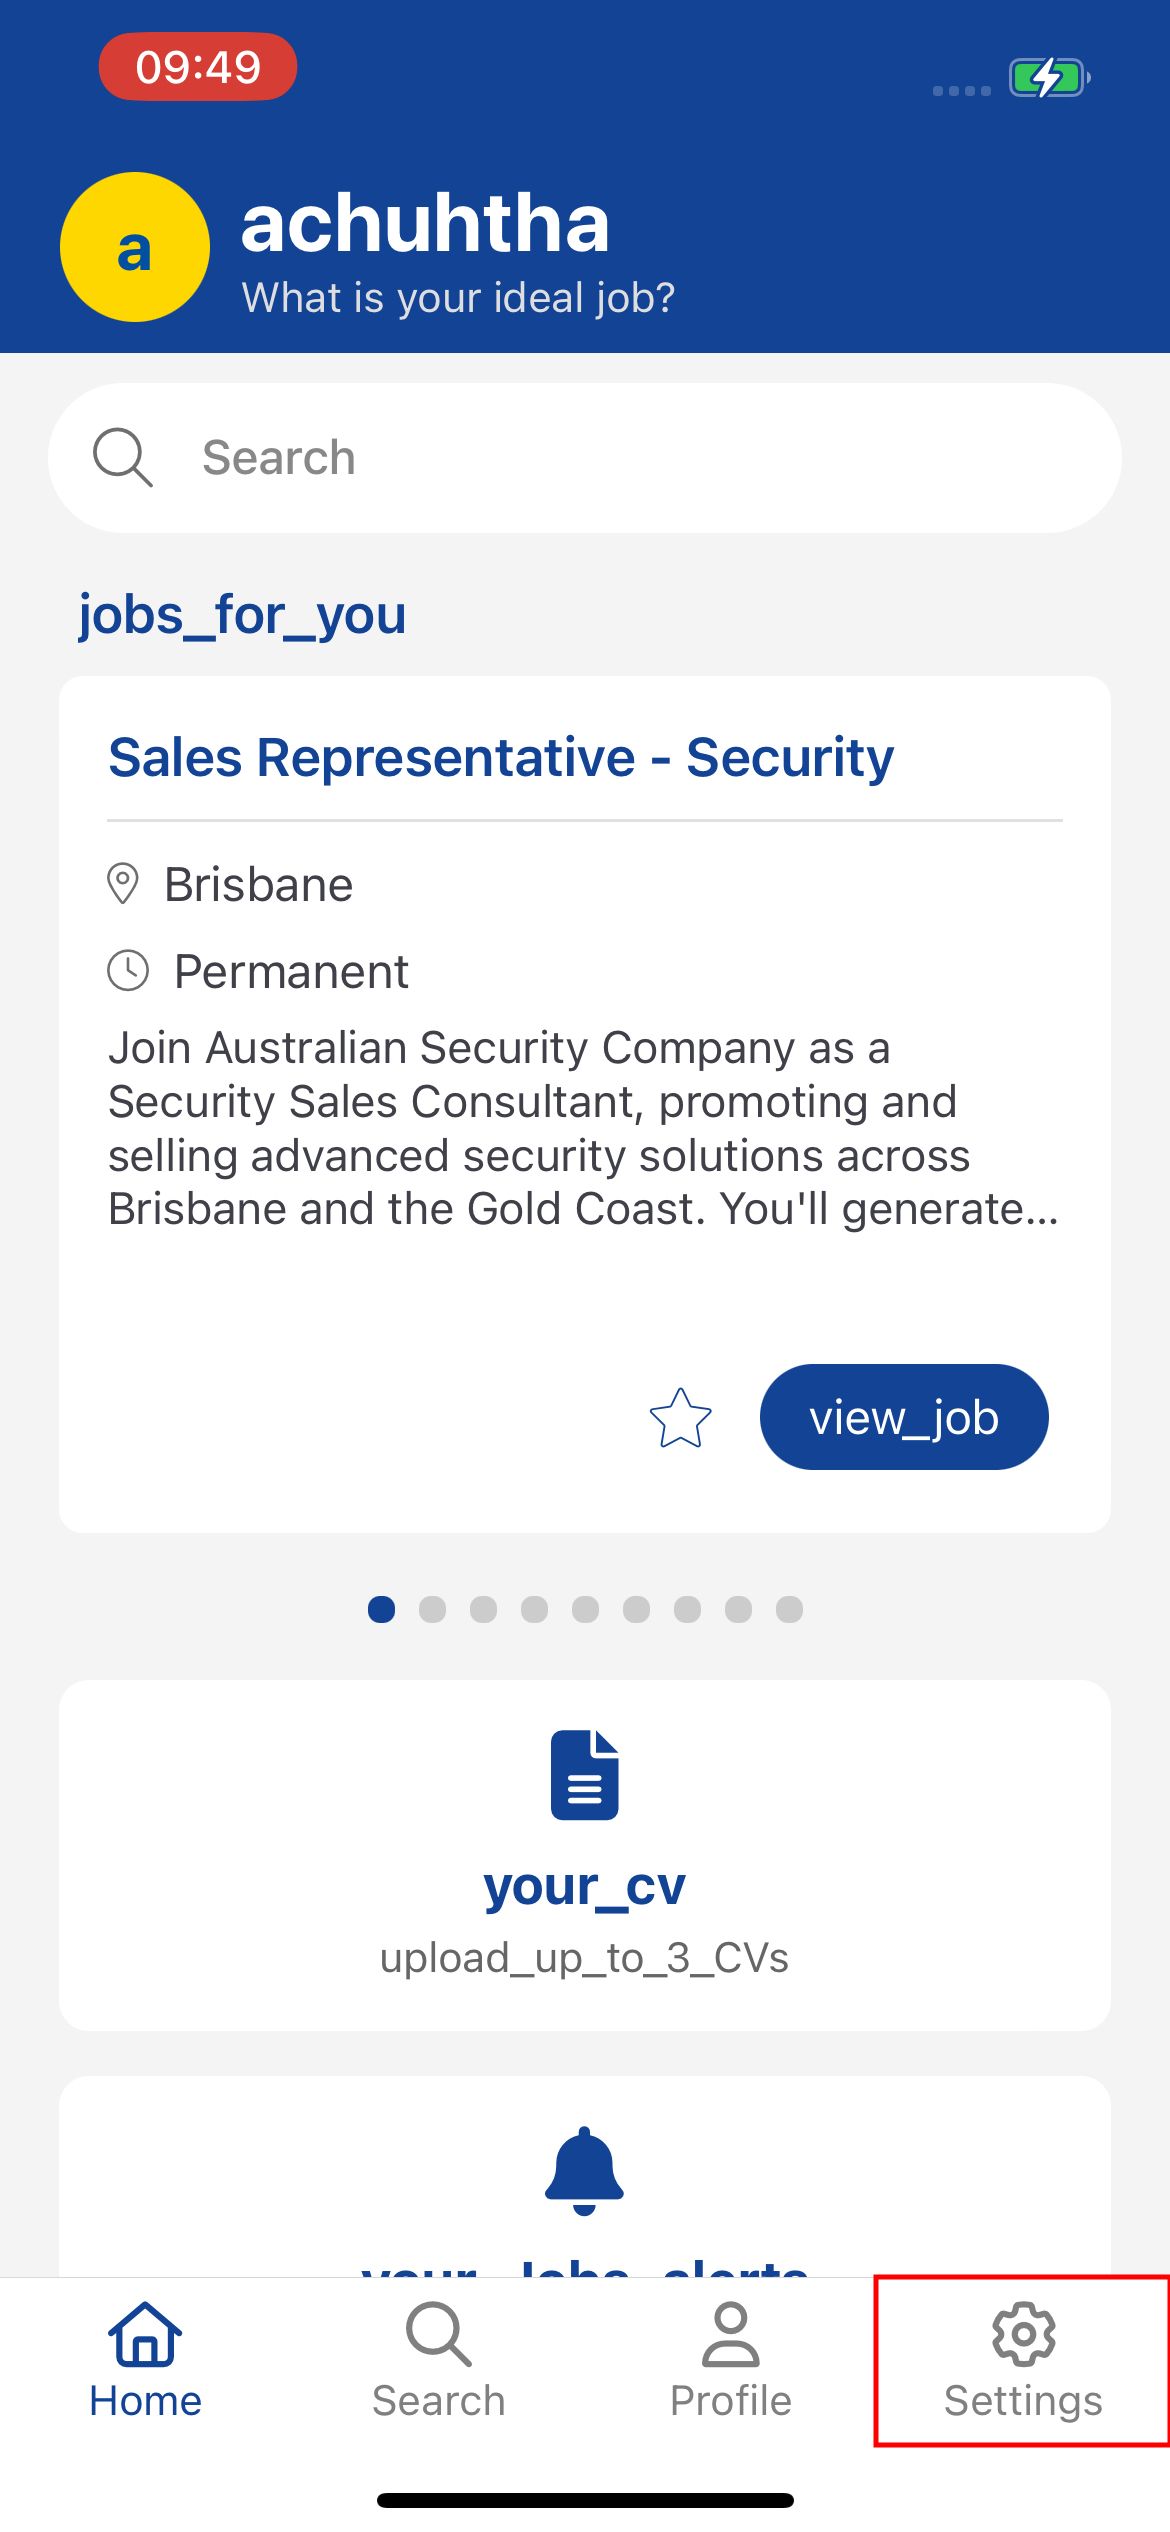 09:49
a
achuhtha
What is your ideal job?
Search
jobs_for_you
Sales Representative - Security
Brisbane
Permanent
Join Australian Security Company as a
Security Sales Consultant, promoting and
selling advanced security solutions across
Brisbane and the Gold Coast. You'll generate...
view_job
your_cv
upload_up_to_3_CVs
your_Jobs_alerts
Home
Search
Profile
Settings